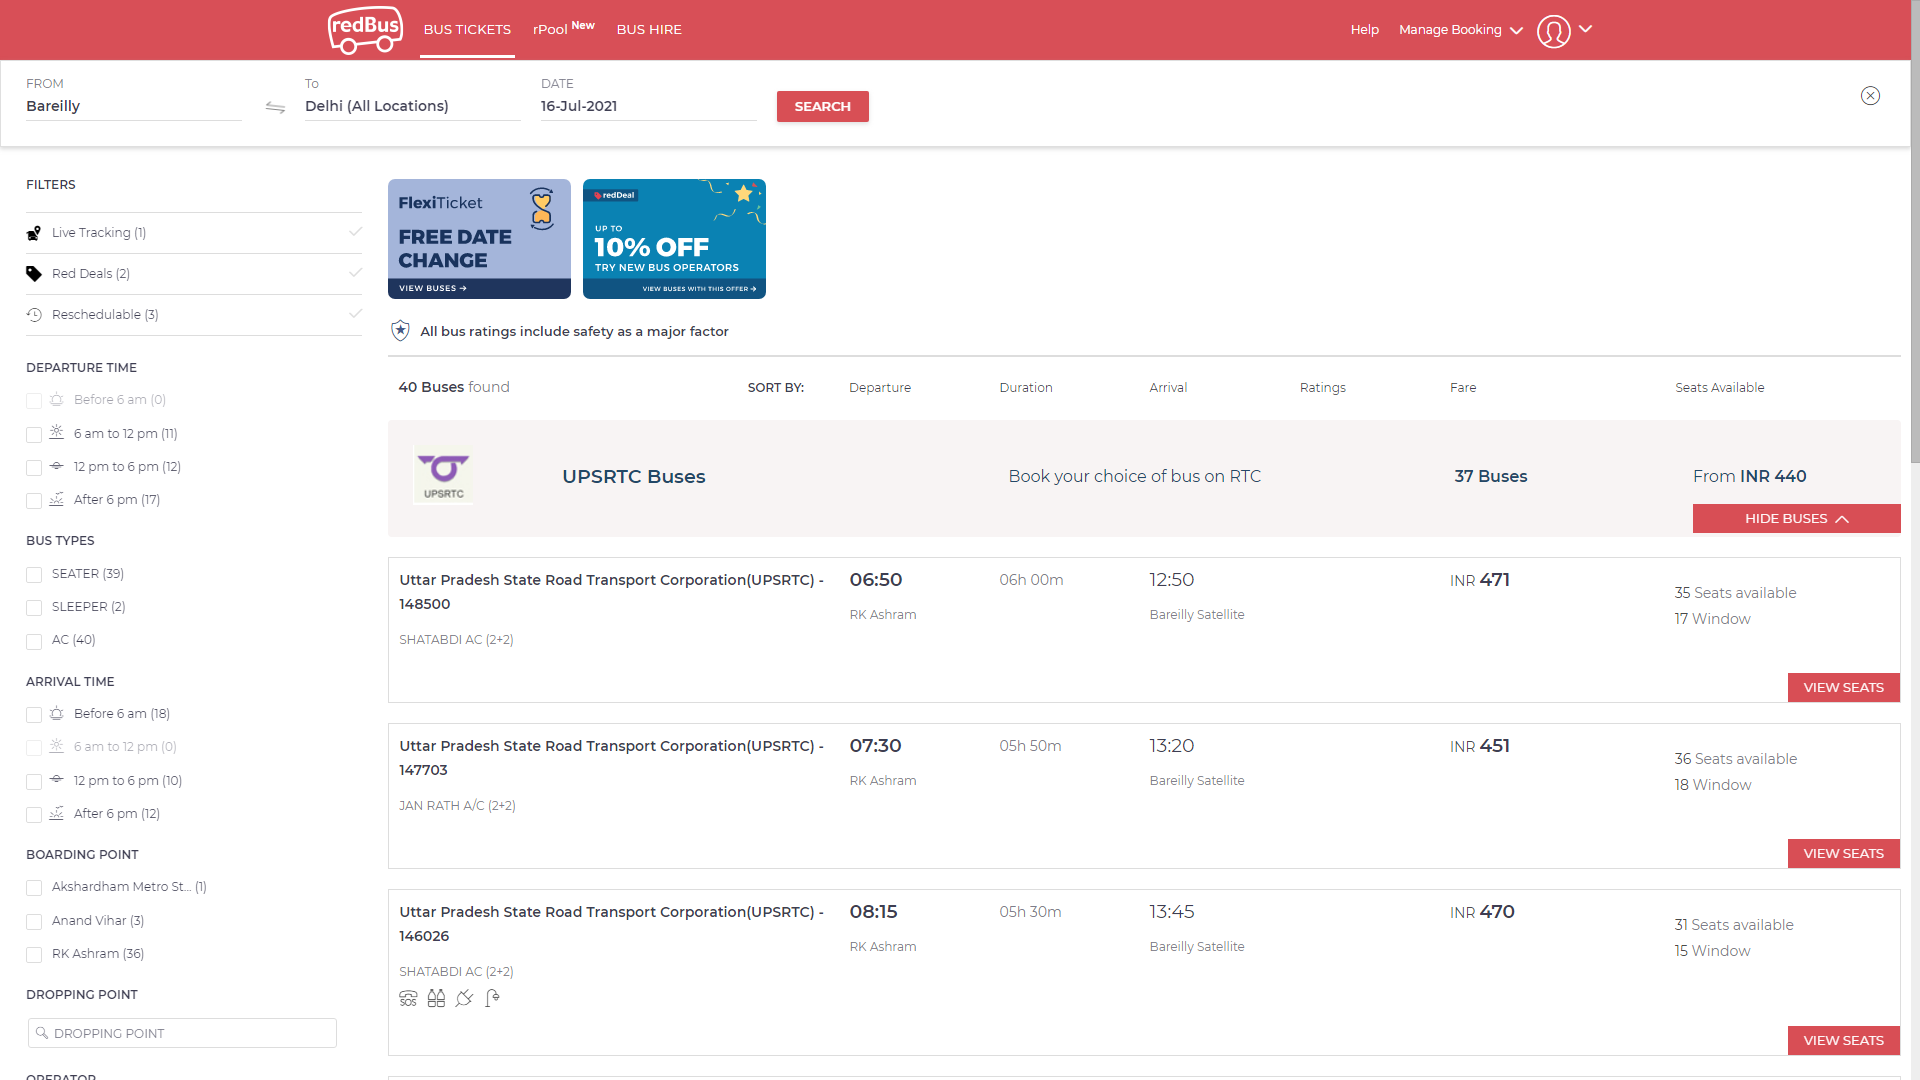 redBus
BUS TICKETS
rPool New
BUS HIRE
Help
Manage Booking
FROM
Bareilly
To
Delhi (All Locations)
DATE
16-Jul-2021
SEARCH
FILTERS
Live Tracking (1)
Red Deals (2)
Reschedulable (3)
DEPARTURE TIME
Before 6 am (0)
6 am to 12 pm (11)
12 pm to 6 pm (12)
After 6 pm (17)
BUS TYPES
SEATER (39)
SLEEPER (2)
AC (40)
ARRIVAL TIME
Before 6 am (18)
6 am to 12 pm (0)
12 pm to 6 pm (10)
After 6 pm (12)
BOARDING POINT
Akshardham Metro St... (1)
Anand Vihar (3)
RK Ashram (36)
DROPPING POINT
DROPPING POINT
OPERATOR
FlexiTicket
FREE DATE
CHANGE
VIEW BUSES →
redDeal
UP TO
10% OFF
TRY NEW BUS OPERATORS
VIEW BUSES WITH THIS OFFER →
All bus ratings include safety as a major factor
40 Buses found
SORT BY:
Departure
Duration
Arrival
Ratings
Fare
Seats Available
UPSRTC
UPSRTC Buses
Book your choice of bus on RTC
37 Buses
From INR 440
HIDE BUSES
Uttar Pradesh State Road Transport Corporation(UPSRTC) -
148500
SHATABDI AC (2+2)
06:50
RK Ashram
06h 00m
12:50
Bareilly Satellite
INR 471
35 Seats available
17 Window
VIEW SEATS
Uttar Pradesh State Road Transport Corporation(UPSRTC) -
147703
JAN RATH A/C (2+2)
07:30
RK Ashram
05h 50m
13:20
Bareilly Satellite
INR 451
36 Seats available
18 Window
VIEW SEATS
Uttar Pradesh State Road Transport Corporation(UPSRTC) -
146026
SHATABDI AC (2+2)
SOS
08:15
RK Ashram
05h 30m
13:45
Bareilly Satellite
INR 470
31 Seats available
15 Window
VIEW SEATS